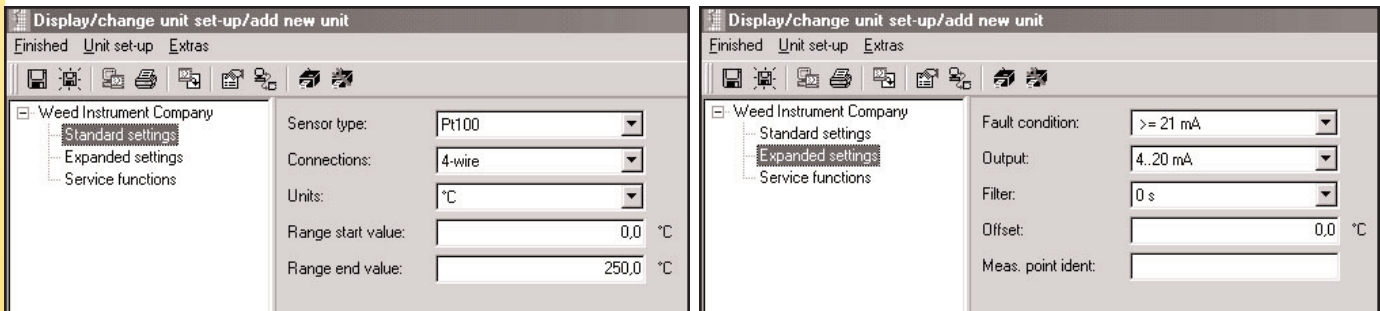 Display/change unit set-up/add new unit
Finished Unit set-up Extras
Weed Instrument Company
Standard settings
Expanded settings
Service functions
Sensor type: Pt100
Connections: 4-wire
Units: °C
Range start value: 0,0 °C
Range end value: 250,0 °C
Display/change unit set-up/add new unit
Finished Unit set-up Extras
Weed Instrument Company
Standard settings
Expanded settings
Service functions
Fault condition: >= 21 mA
Output: 4..20 mA
Filter: 0 s
Offset: 0,0 °C
Meas. point ident: